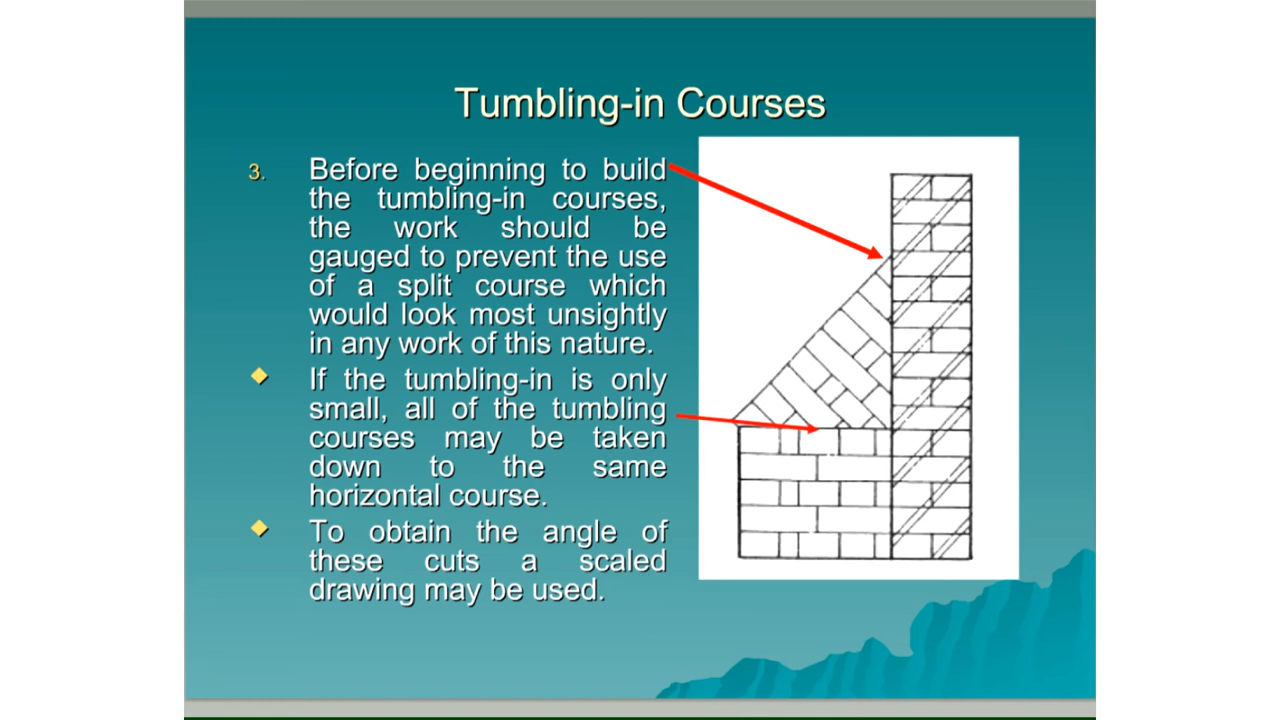 Tumbling-in Courses
3. Before beginning to build
the tumbling-in courses,
the work should be
gauged to prevent the use
of a split course which
would look most unsightly
in any work of this nature.
If the tumbling-in is only
small, all of the tumbling
courses may be taken
down to the same
horizontal course.
To obtain the angle of
these cuts a scaled
drawing may be used.